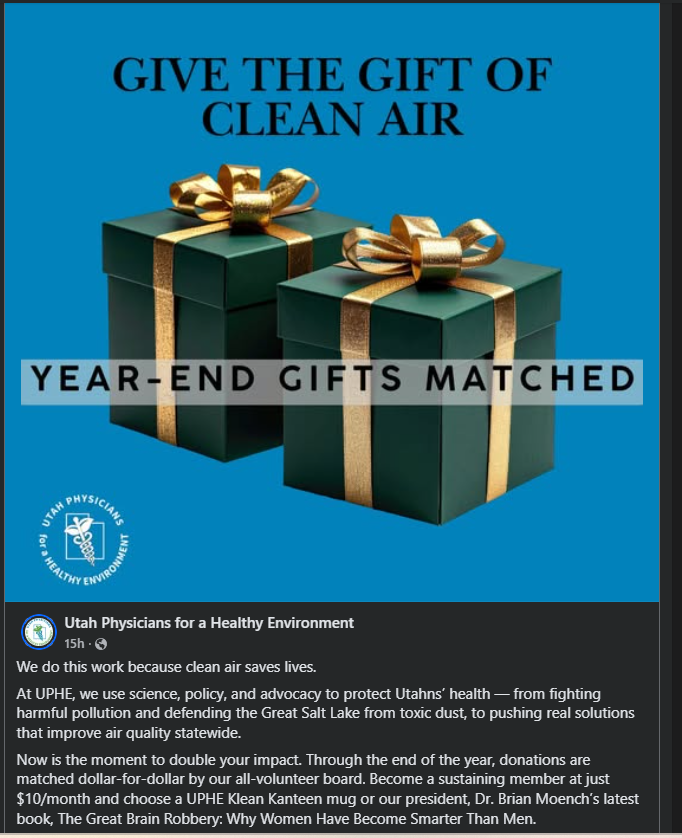 GIVE THE GIFT OF
CLEAN AIR
YEAR-END GIFTS MATCHED
UTAH PHYSICIANS
for a HEALTHY ENVIRONMENT
Utah Physicians for a Healthy Environment
15h ·
We do this work because clean air saves lives.
At UPHE, we use science, policy, and advocacy to protect Utahns’ health — from fighting
harmful pollution and defending the Great Salt Lake from toxic dust, to pushing real solutions
that improve air quality statewide.
Now is the moment to double your impact. Through the end of the year, donations are
matched dollar-for-dollar by our all-volunteer board. Become a sustaining member at just
$10/month and choose a UPHE Klean Kanteen mug or our president, Dr. Brian Moench’s latest
book, The Great Brain Robbery: Why Women Have Become Smarter Than Men.